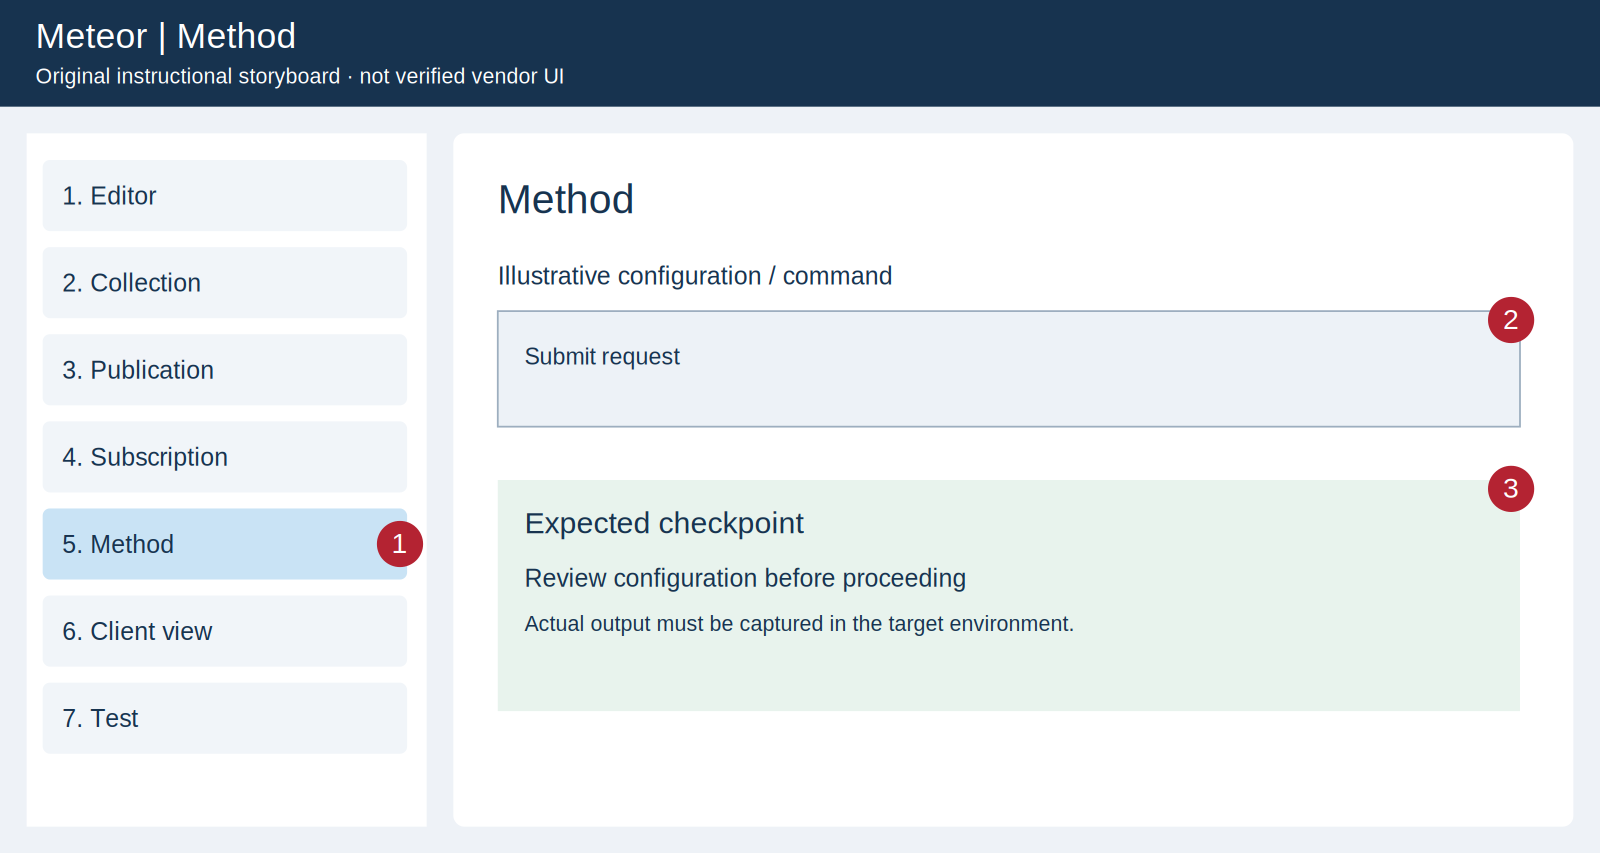 Meteor | Method
Original instructional storyboard · not verified vendor UI
1. Editor
2. Collection
3. Publication
4. Subscription
5. Method
1
6. Client view
7. Test
Method
Illustrative configuration / command
2
Submit request
3
Expected checkpoint
Review configuration before proceeding
Actual output must be captured in the target environment.